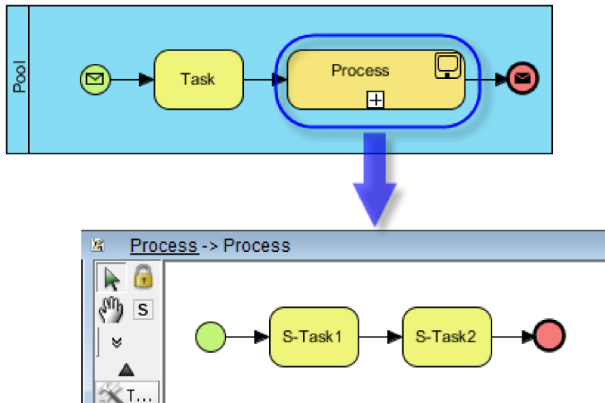 Pool
Task
Process
Process -> Process
S
S-Task1
S-Task2
T...